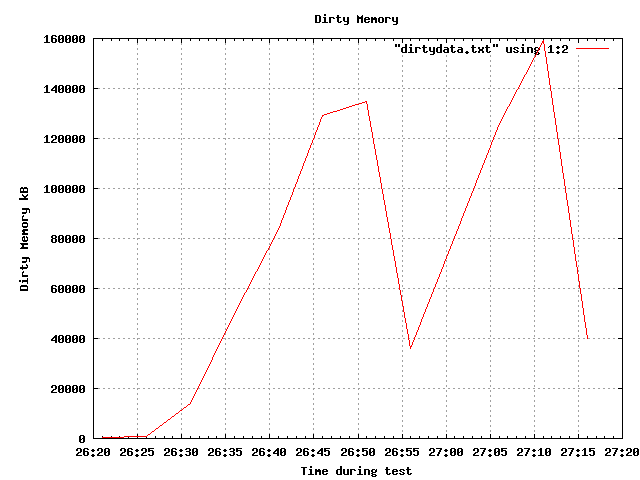 Dirty Memory
"dirtydata.txt" using 1:2
160000
140000
120000
100000
80000
60000
40000
20000
0
Dirty Memory kB
26:20 26:25 26:30 26:35 26:40 26:45 26:50 26:55 27:00 27:05 27:10 27:15 27:20
Time during test